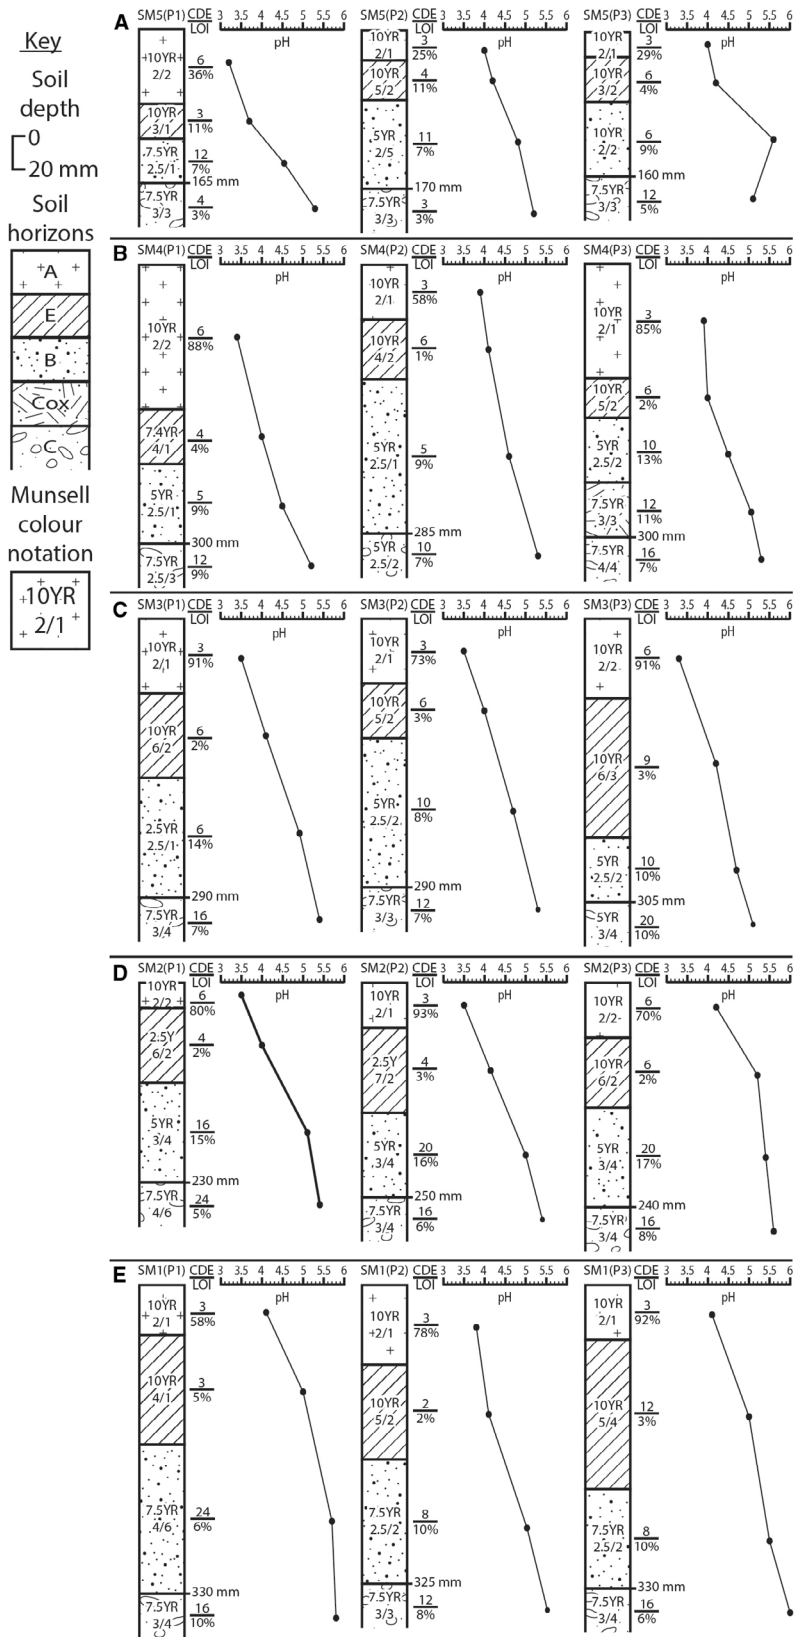 Key
Soil
depth
0
20 mm
Soil
horizons
A
E
B
Cox
C
Munsell
colour
notation
10YR
2/1
A
SM5(P1) CDE LOI 3 3.5 4 4.5 5 5.5 6
pH
10YR 2/2 6 36%
10YR 3/1 3 11%
7.5YR 2.5/1 12 7%
165 mm
7.5YR 3/3 4 3%
SM5(P2) CDE LOI 3 3.5 4 4.5 5 5.5 6
pH
10YR 2/1 3 25%
10YR 5/2 4 11%
5YR 2/5 11 7%
170 mm
7.5YR 3/3 3 3%
SM5(P3) CDE LOI 3 3.5 4 4.5 5 5.5 6
pH
10YR 2/1 3 29%
10YR 3/2 6 4%
10YR 2/2 6 9%
160 mm
7.5YR 3/3 12 5%
B
SM4(P1) CDE LOI 3 3.5 4 4.5 5 5.5 6
pH
10YR 2/2 6 88%
7.4YR 4/1 4 4%
5YR 2.5/1 5 9%
300 mm
7.5YR 2.5/3 12 9%
SM4(P2) CDE LOI 3 3.5 4 4.5 5 5.5 6
pH
10YR 2/1 3 58%
10YR 4/2 6 1%
5YR 2.5/1 5 9%
285 mm
5YR 2.5/2 10 7%
SM4(P3) CDE LOI 3 3.5 4 4.5 5 5.5 6
pH
10YR 2/1 3 85%
10YR 5/2 6 2%
5YR 2.5/2 10 13%
7.5YR 3/3 12 11%
300 mm
7.5YR 4/4 16 7%
C
SM3(P1) CDE LOI 3 3.5 4 4.5 5 5.5 6
pH
10YR 2/1 3 91%
10YR 6/2 6 2%
2.5YR 2.5/1 6 14%
290 mm
7.5YR 3/4 16 7%
SM3(P2) CDE LOI 3 3.5 4 4.5 5 5.5 6
pH
10YR 2/1 3 73%
10YR 5/2 6 3%
5YR 2.5/2 10 8%
290 mm
7.5YR 3/3 12 7%
SM3(P3) CDE LOI 3 3.5 4 4.5 5 5.5 6
pH
10YR 2/2 6 91%
10YR 6/3 9 3%
5YR 2.5/2 10 10%
305 mm
5YR 3/4 20 10%
D
SM2(P1) CDE LOI 3 3.5 4 4.5 5 5.5 6
pH
10YR 2/2 6 80%
2.5Y 6/2 4 2%
5YR 3/4 16 15%
230 mm
7.5YR 4/6 24 5%
SM2(P2) CDE LOI 3 3.5 4 4.5 5 5.5 6
pH
10YR 2/1 3 93%
2.5Y 7/2 4 3%
5YR 3/4 20 16%
250 mm
7.5YR 3/4 16 6%
SM2(P3) CDE LOI 3 3.5 4 4.5 5 5.5 6
pH
10YR 2/2 6 70%
10YR 6/2 6 2%
5YR 3/4 20 17%
240 mm
7.5YR 3/4 16 8%
E
SM1(P1) CDE LOI 3 3.5 4 4.5 5 5.5 6
pH
10YR 2/1 3 58%
10YR 4/1 3 5%
7.5YR 4/6 24 6%
330 mm
7.5YR 3/4 16 10%
SM1(P2) CDE LOI 3 3.5 4 4.5 5 5.5 6
pH
10YR 2/1 3 78%
10YR 5/2 2 2%
7.5YR 2.5/2 8 10%
325 mm
7.5YR 3/3 12 8%
SM1(P3) CDE LOI 3 3.5 4 4.5 5 5.5 6
pH
10YR 2/1 3 92%
10YR 5/4 12 3%
7.5YR 2.5/2 8 10%
330 mm
7.5YR 3/4 16 6%